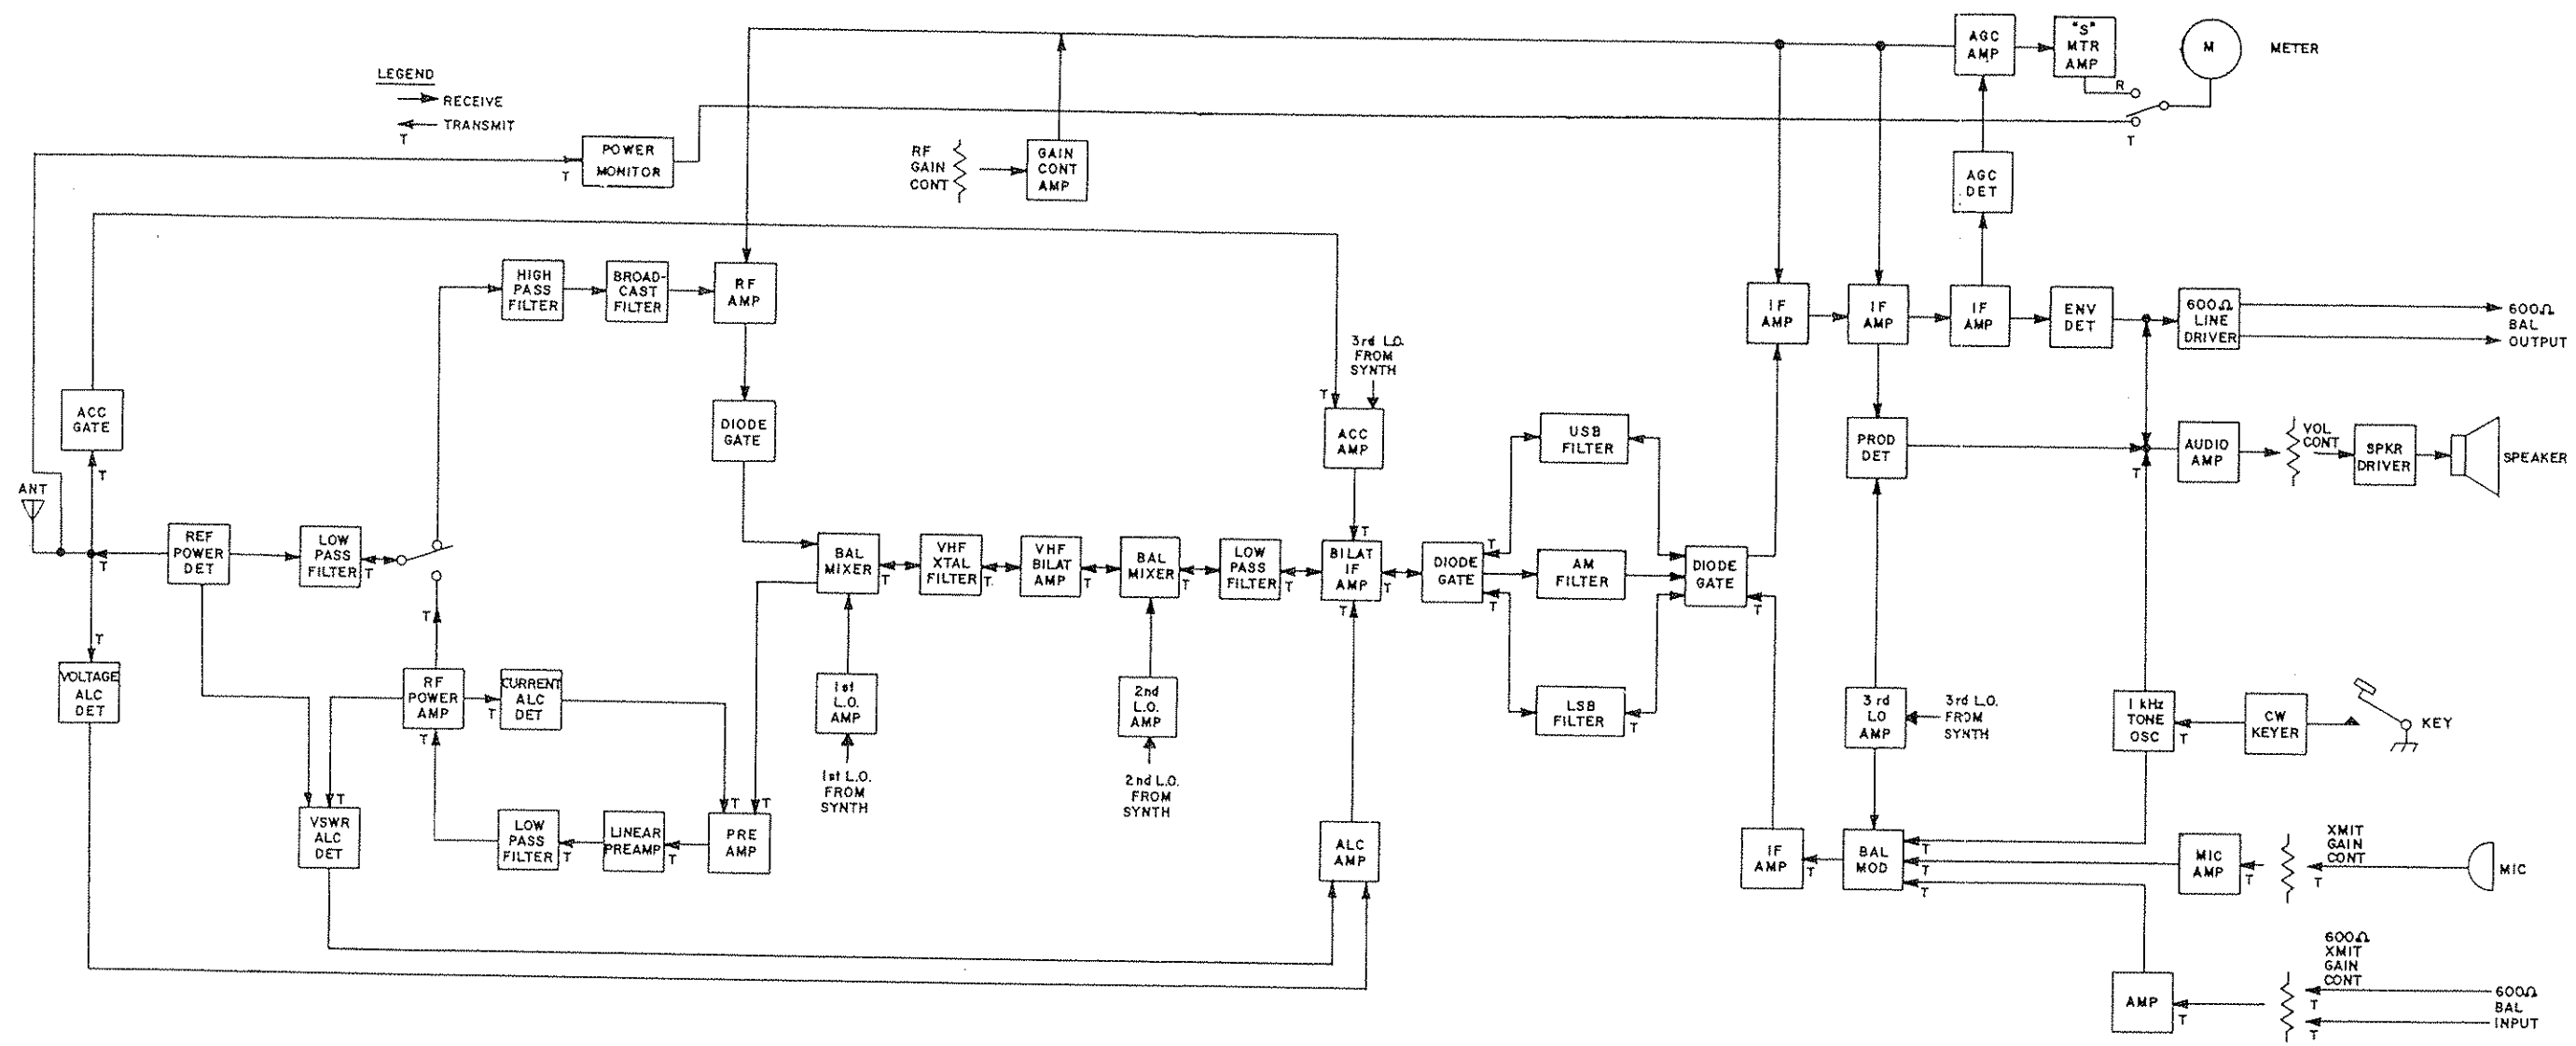 LEGEND
RECEIVE
TRANSMIT
T
POWER
MONITOR
T
RF
GAIN
CONT
GAIN
CONT
AMP
AGC
AMP
"S"
MTR
AMP
M
METER
R
T
AGC
DET
HIGH
PASS
FILTER
BROAD-
CAST
FILTER
RF
AMP
DIODE
GATE
ACC
GATE
T
ANT
T
REF
POWER
DET
LOW
PASS
FILTER
T
T
VOLTAGE
ALC
DET
T
RF
POWER
AMP
T
T
CURRENT
ALC
DET
T
VSWR
ALC
DET
LOW
PASS
FILTER
T
LINEAR
PREAMP
T
T
T
PRE
AMP
BAL
MIXER
T
VHF
XTAL
FILTER
T.
VHF
BILAT
AMP
T
BAL
MIXER
T
LOW
PASS
FILTER
T
1st
L.O.
AMP
1st L.O.
FROM
SYNTH
2nd
L.O.
AMP
2nd L.O.
FROM
SYNTH
3rd L.O.
FROM
SYNTH
T
ACC
AMP
T
BILAT
IF
AMP
T
T
ALC
AMP
DIODE
GATE
T
T
USB
FILTER
AM
FILTER
LSB
FILTER
T
DIODE
GATE
T
IF
AMP
IF
AMP
IF
AMP
ENV
DET
600Ω
LINE
DRIVER
600Ω
BAL
OUTPUT
PROD
DET
T
AUDIO
AMP
VOL
CONT
SPKR
DRIVER
SPEAKER
3rd
LO
AMP
3rd L.O.
FROM
SYNTH
1 kHz
TONE
OSC
T
CW
KEYER
KEY
IF
AMP
T
BAL
MOD
T
T
T
MIC
AMP
T
XMIT
GAIN
CONT
T
MIC
AMP
T
600Ω
XMIT
GAIN
CONT
T
T
600Ω
BAL
INPUT